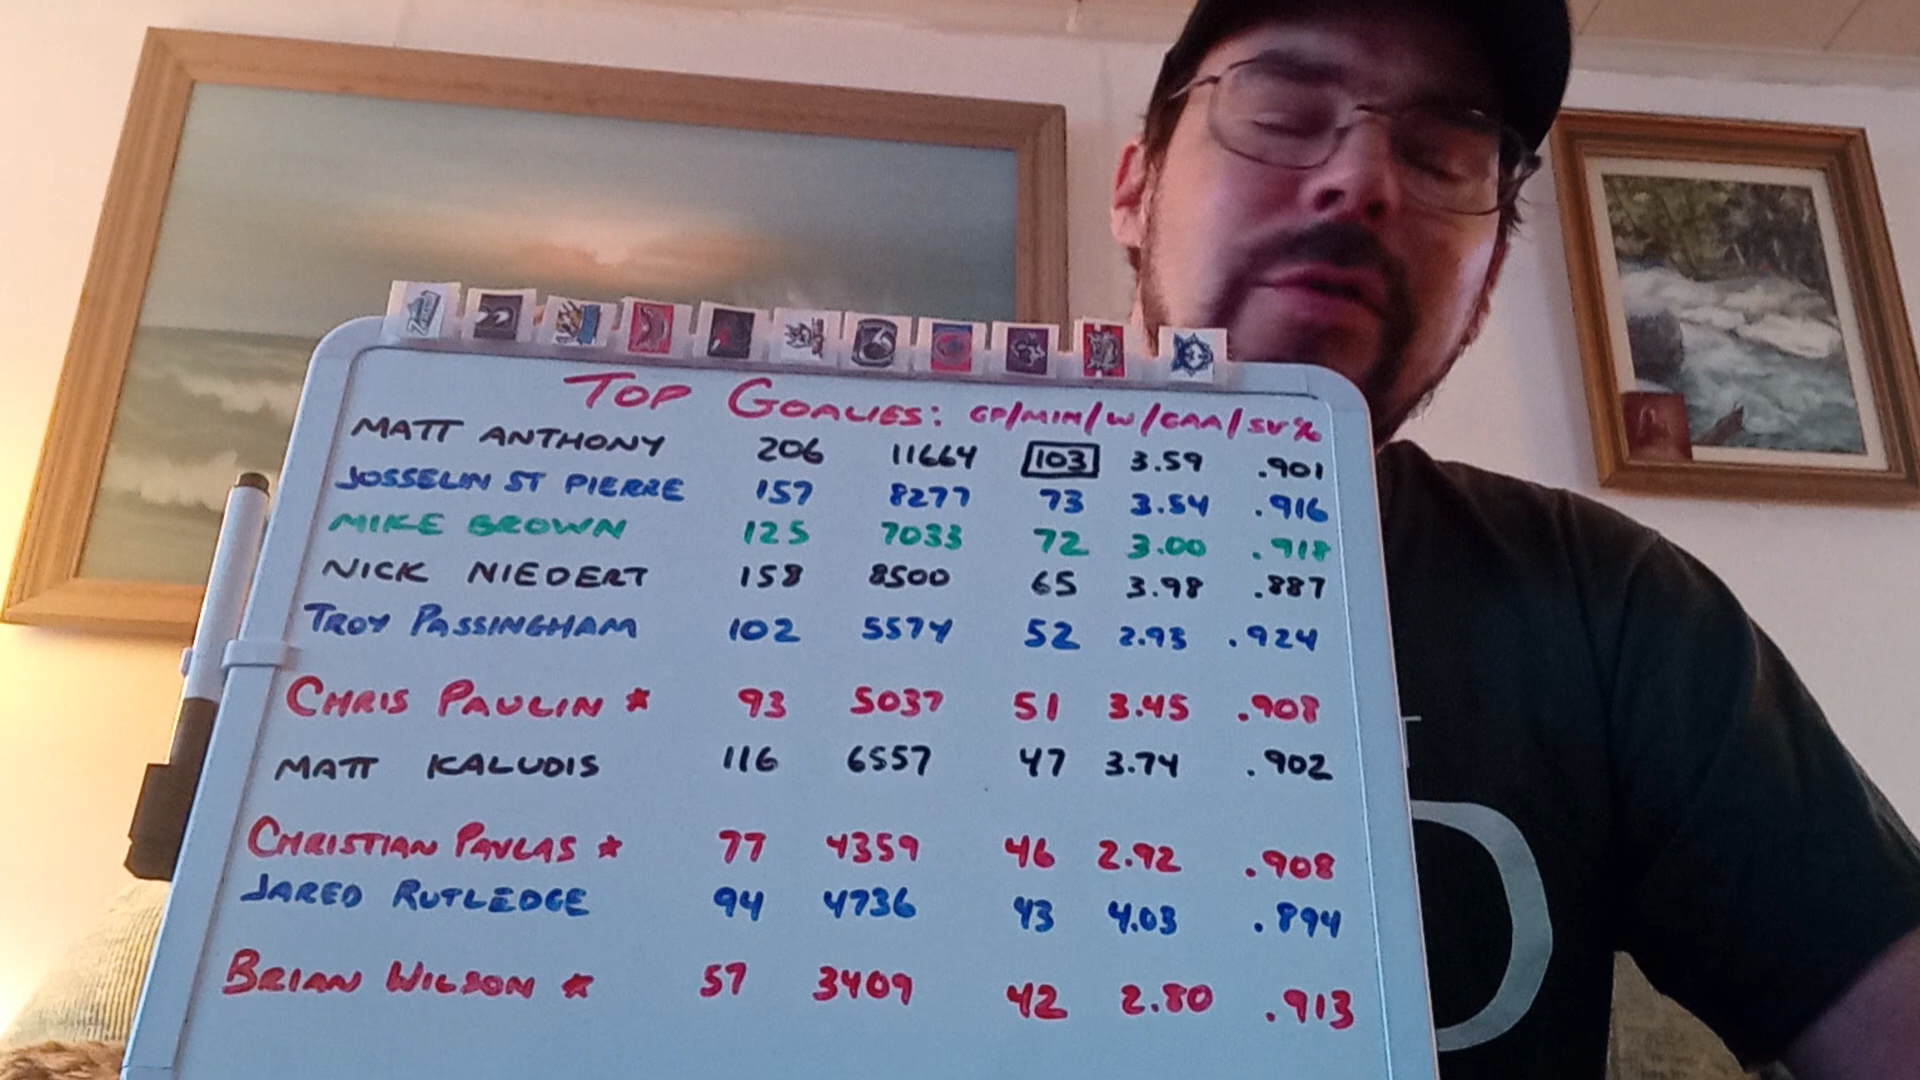 TOP GOALIES: GP/MIN/W/GAA/SV%
MATT ANTHONY 206 11664 103 3.59 .901
JOSSELIN ST PIERRE 157 8277 73 3.54 .916
MIKE BROWN 125 7033 72 3.00 .918
NICK NIEDERT 158 8500 65 3.98 .887
TROY PASSINGHAM 102 5574 52 2.93 .924
CHRIS PAULIN ★ 93 5037 51 3.45 .908
MATT KALUDIS 116 6557 47 3.74 .902
CHRISTIAN PAVLAS ★ 77 4359 46 2.92 .908
JARED RUTLEDGE 94 4736 43 4.03 .894
BRIAN WILSON ★ 57 3409 42 2.80 .913